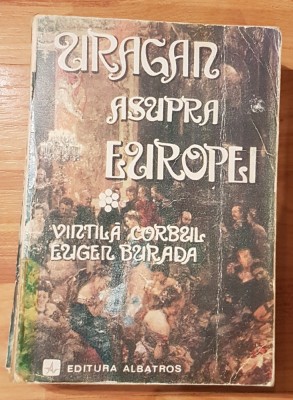 URAGAN
ASUPRA
EUROPEI
VINTILĂ CORBUL
EUGEN BURADA
EDITURA ALBATROS